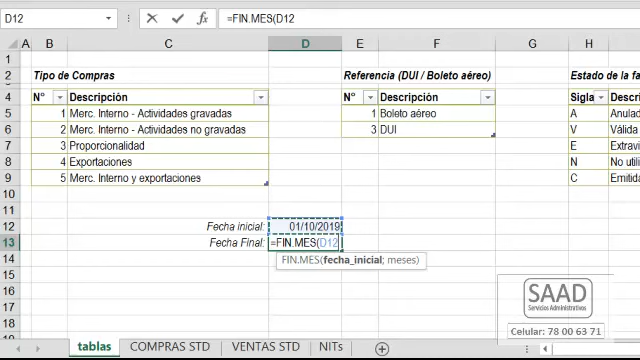 D12 =FIN.MES(D12
A B C D E F G H
1
2 Tipo de Compras Referencia (DUI / Boleto aéreo) Estado de la fa
4 N° Descripción N° Descripción Sigla Descri
5 1 Merc. Interno - Actividades gravadas 1 Boleto aéreo A Anulad
6 2 Merc. Interno - Actividades no gravadas 3 DUI V Válida
7 3 Proporcionalidad E Extravi
8 4 Exportaciones N No utili
9 5 Merc. Interno y exportaciones C Emitida
10
11
12 Fecha inicial: 01/10/2019
13 Fecha Final: =FIN.MES(D12
14 FIN.MES(fecha_inicial; meses)
15
16
17
18
SAAD
Servicios Administrativos
Celular: 78 00 63 71
tablas COMPRAS STD VENTAS STD NITs